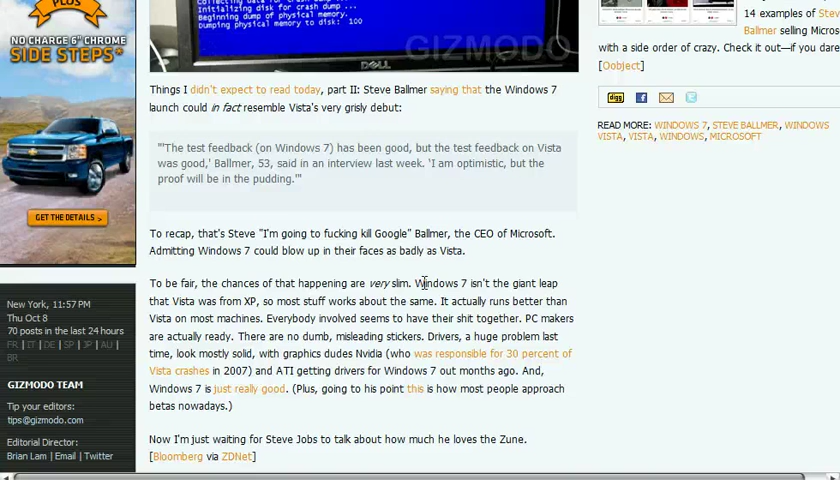 PLUS
NO CHARGE 6" CHROME
SIDE STEPS*
GET THE DETAILS ►
New York, 11:57 PM
Thu Oct 8
70 posts in the last 24 hours
FR | IT | DE | SP | JP | AU |
BR
GIZMODO TEAM
Tip your editors:
tips@gizmodo.com
Editorial Director:
Brian Lam | Email | Twitter
Collecting data for crash dump ...
Initializing disk for crash dump ...
Beginning dump of physical memory.
Dumping physical memory to disk: 100
GIZMODO
DELL
Things I didn't expect to read today, part II: Steve Ballmer saying that the Windows 7
launch could in fact resemble Vista's very grisly debut:
"'The test feedback (on Windows 7) has been good, but the test feedback on Vista
was good,' Ballmer, 53, said in an interview last week. 'I am optimistic, but the
proof will be in the pudding.'"
To recap, that's Steve "I'm going to fucking kill Google" Ballmer, the CEO of Microsoft.
Admitting Windows 7 could blow up in their faces as badly as Vista.
To be fair, the chances of that happening are very slim. Windows 7 isn't the giant leap
that Vista was from XP, so most stuff works about the same. It actually runs better than
Vista on most machines. Everybody involved seems to have their shit together. PC makers
are actually ready. There are no dumb, misleading stickers. Drivers, a huge problem last
time, look mostly solid, with graphics dudes Nvidia (who was responsible for 30 percent of
Vista crashes in 2007) and ATI getting drivers for Windows 7 out months ago. And,
Windows 7 is just really good. (Plus, going to his point this is how most people approach
betas nowadays.)
Now I'm just waiting for Steve Jobs to talk about how much he loves the Zune.
[Bloomberg via ZDNet]
14 examples of Stev
Ballmer selling Micros
with a side order of crazy. Check it out—if you dare
[Oobject]
digg
READ MORE: WINDOWS 7, STEVE BALLMER, WINDOWS
VISTA, VISTA, WINDOWS, MICROSOFT